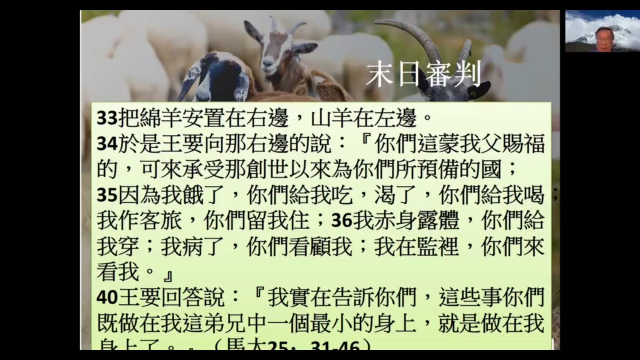 末日審判
33把綿羊安置在右邊，山羊在左邊。
34於是王要向那右邊的說：『你們這蒙我父賜福
的，可來承受那創世以來為你們所預備的國；
35因為我餓了，你們給我吃，渴了，你們給我喝；
我作客旅，你們留我住；36我赤身露體，你們給
我穿；我病了，你們看顧我；我在監裡，你們來
看我。』
40王要回答說：『我實在告訴你們，這些事你們
既做在我這弟兄中一個最小的身上，就是做在我
身上了。』（馬太25：31-46）